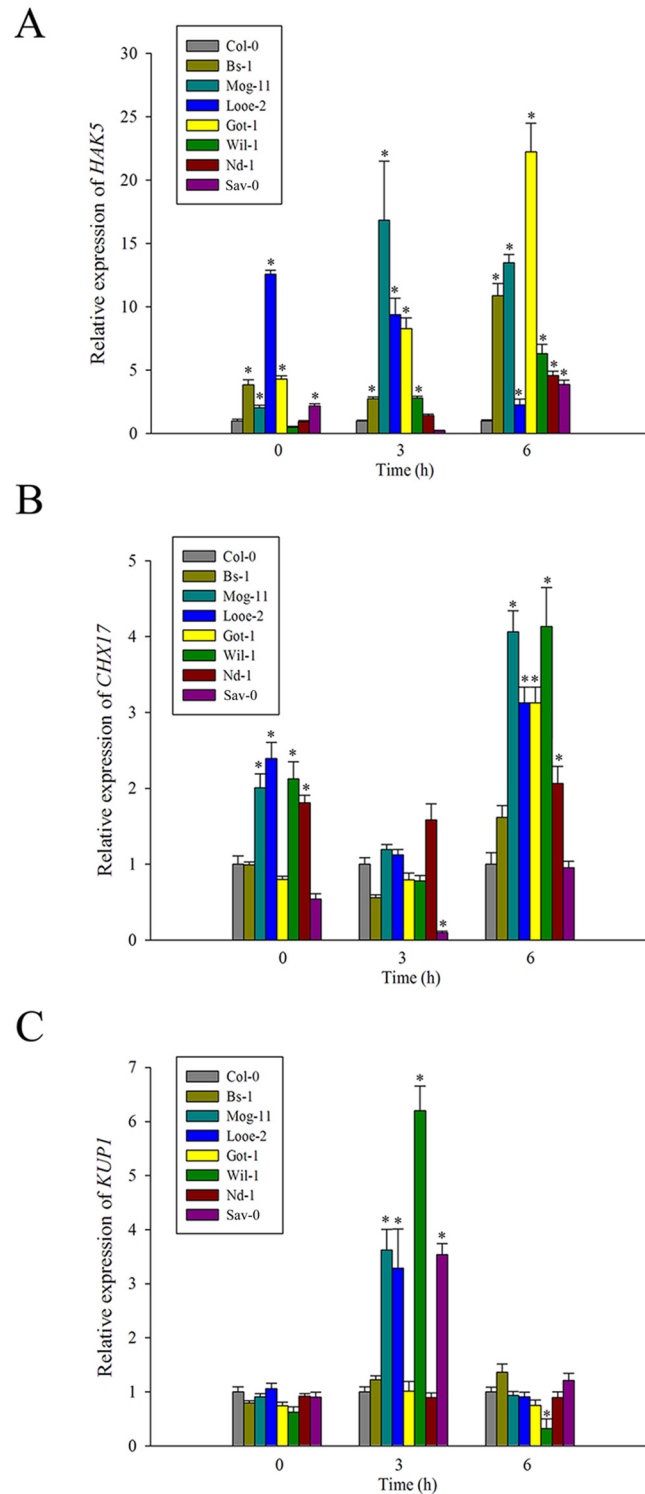 A
Relative expression of HAK5
30
25
20
15
10
5
0
Col-0
Bs-1
Mog-11
Looe-2
Got-1
Wil-1
Nd-1
Sav-0
* * * * *
* * * * *
* * * * * * *
0 3 6
Time (h)
B
Relative expression of CHX17
5
4
3
2
1
0
Col-0
Bs-1
Mog-11
Looe-2
Got-1
Wil-1
Nd-1
Sav-0
* * * *
*
* ** * *
0 3 6
Time (h)
C
Relative expression of KUP1
7
6
5
4
3
2
1
0
Col-0
Bs-1
Mog-11
Looe-2
Got-1
Wil-1
Nd-1
Sav-0
* * * *
*
0 3 6
Time (h)